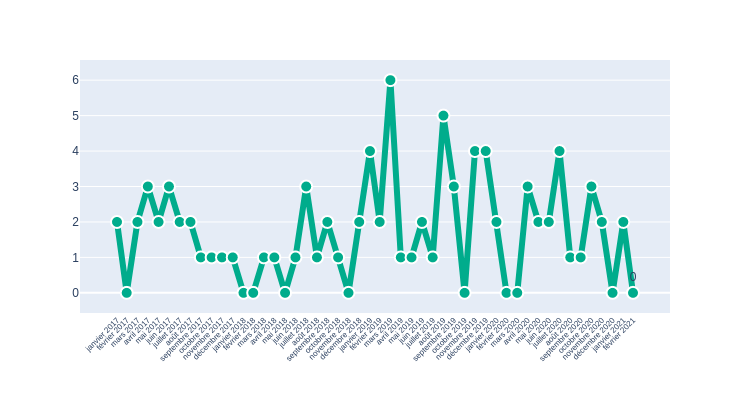 6
5
4
3
2
1
0
0
janvier 2017
février 2017
mars 2017
avril 2017
mai 2017
juin 2017
juillet 2017
août 2017
septembre 2017
octobre 2017
novembre 2017
décembre 2017
janvier 2018
février 2018
mars 2018
avril 2018
mai 2018
juin 2018
juillet 2018
août 2018
septembre 2018
octobre 2018
novembre 2018
décembre 2018
janvier 2019
février 2019
mars 2019
avril 2019
mai 2019
juin 2019
juillet 2019
août 2019
septembre 2019
octobre 2019
novembre 2019
décembre 2019
janvier 2020
février 2020
mars 2020
avril 2020
mai 2020
juin 2020
juillet 2020
août 2020
septembre 2020
octobre 2020
novembre 2020
décembre 2020
janvier 2021
février 2021